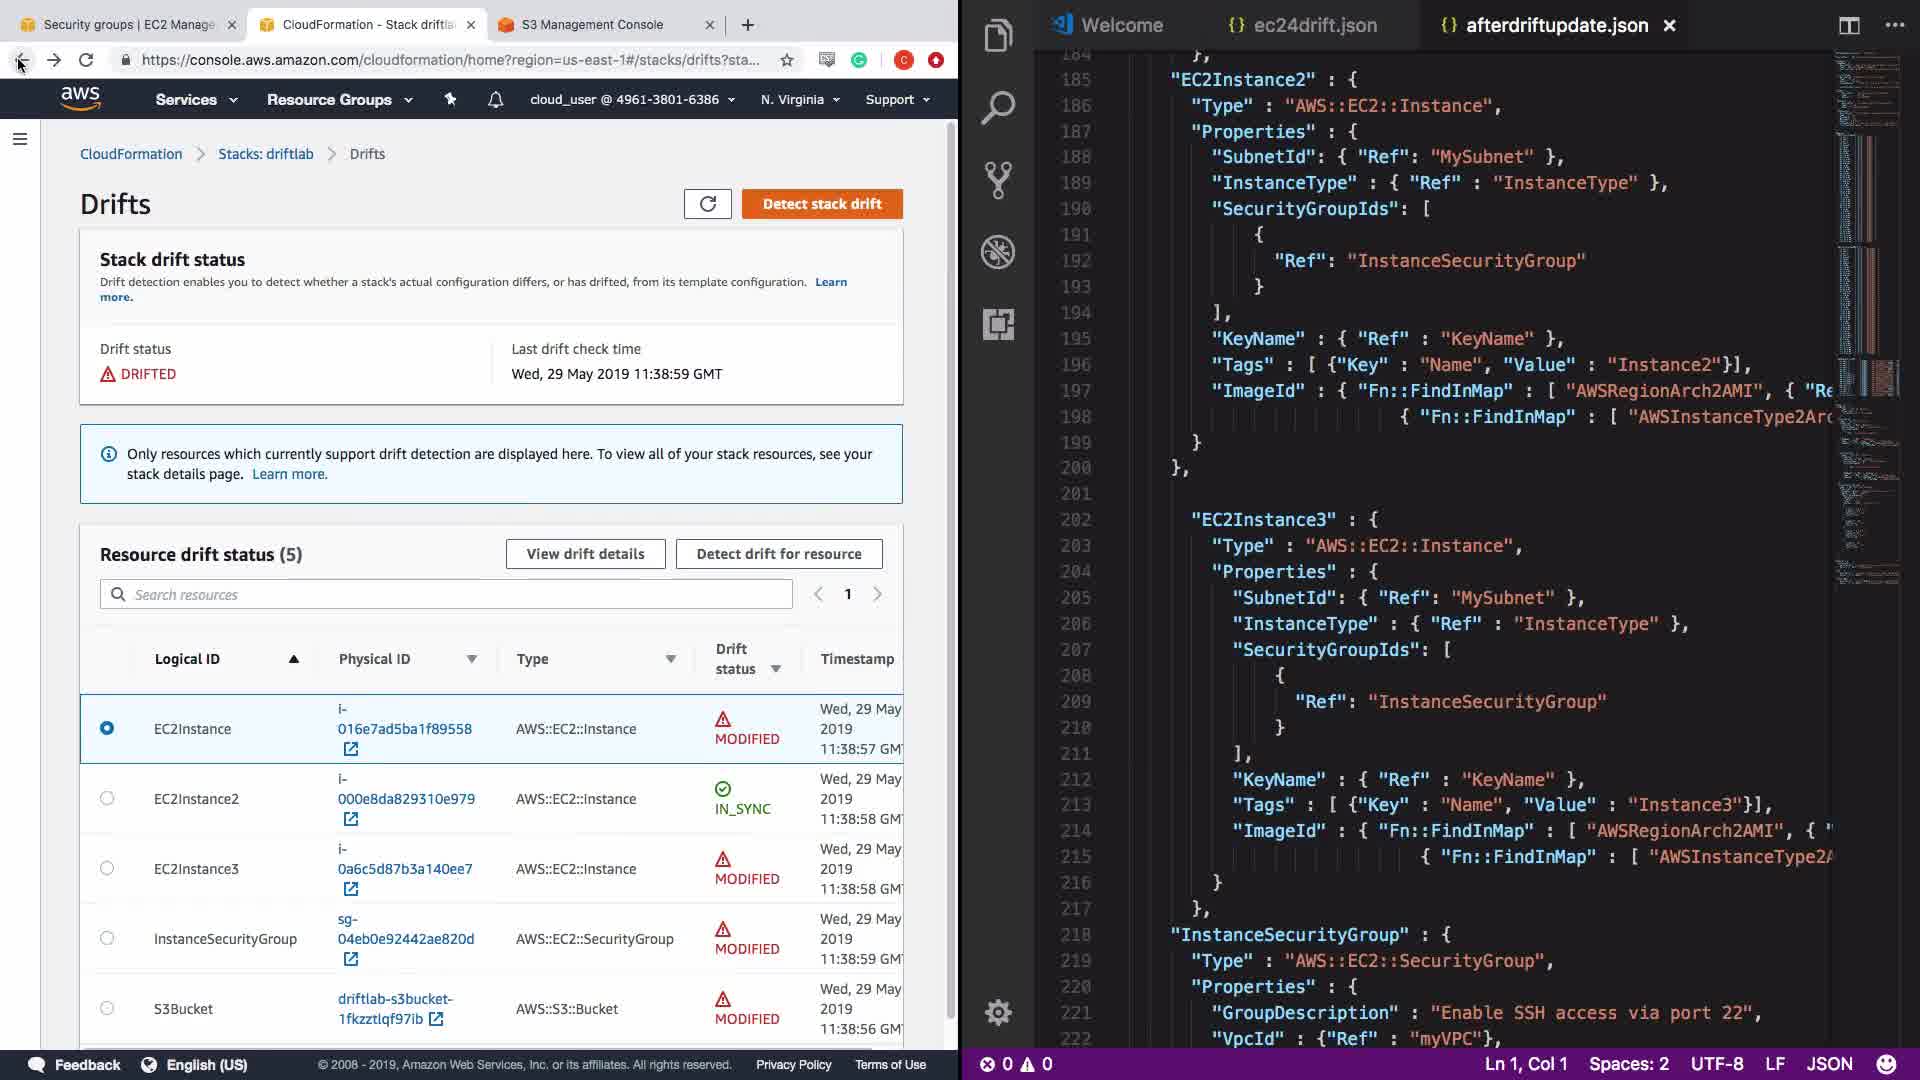 Security groups | EC2 Manage
CloudFormation - Stack driftla
S3 Management Console
https://console.aws.amazon.com/cloudformation/home?region=us-east-1#/stacks/drifts?sta...
C
aws
Services
Resource Groups
cloud_user @ 4961-3801-6386
N. Virginia
Support
CloudFormation
Stacks: driftlab
Drifts
Drifts
Detect stack drift
Stack drift status
Drift detection enables you to detect whether a stack's actual configuration differs, or has drifted, from its template configuration. Learn
more.
Drift status
DRIFTED
Last drift check time
Wed, 29 May 2019 11:38:59 GMT
Only resources which currently support drift detection are displayed here. To view all of your stack resources, see your
stack details page. Learn more.
Resource drift status (5)
View drift details
Detect drift for resource
Search resources
1
Logical ID
Physical ID
Type
Drift
status
Timestamp
EC2Instance
i-
016e7ad5ba1f89558
AWS::EC2::Instance
MODIFIED
Wed, 29 May
2019
11:38:57 GMT
EC2Instance2
i-
000e8da829310e979
AWS::EC2::Instance
IN_SYNC
Wed, 29 May
2019
11:38:58 GMT
EC2Instance3
i-
0a6c5d87b3a140ee7
AWS::EC2::Instance
MODIFIED
Wed, 29 May
2019
11:38:58 GMT
InstanceSecurityGroup
sg-
04eb0e92442ae820d
AWS::EC2::SecurityGroup
MODIFIED
Wed, 29 May
2019
11:38:59 GMT
S3Bucket
driftlab-s3bucket-
1fkzztlqf97ib
AWS::S3::Bucket
MODIFIED
Wed, 29 May
2019
11:38:56 GMT
Feedback
English (US)
© 2008 - 2019, Amazon Web Services, Inc. or its affiliates. All rights reserved.
Privacy Policy
Terms of Use
Welcome
{} ec24drift.json
{} afterdriftupdate.json
184 },
185 "EC2Instance2" : {
186 "Type" : "AWS::EC2::Instance",
187 "Properties" : {
188 "SubnetId": { "Ref": "MySubnet" },
189 "InstanceType" : { "Ref" : "InstanceType" },
190 "SecurityGroupIds": [
191 {
192 "Ref": "InstanceSecurityGroup"
193 }
194 ],
195 "KeyName" : { "Ref" : "KeyName" },
196 "Tags" : [ {"Key" : "Name", "Value" : "Instance2"}],
197 "ImageId" : { "Fn::FindInMap" : [ "AWSRegionArch2AMI", { "Re
198 { "Fn::FindInMap" : [ "AWSInstanceType2Arc
199 }
200 },
201
202 "EC2Instance3" : {
203 "Type" : "AWS::EC2::Instance",
204 "Properties" : {
205 "SubnetId": { "Ref": "MySubnet" },
206 "InstanceType" : { "Ref" : "InstanceType" },
207 "SecurityGroupIds": [
208 {
209 "Ref": "InstanceSecurityGroup"
210 }
211 ],
212 "KeyName" : { "Ref" : "KeyName" },
213 "Tags" : [ {"Key" : "Name", "Value" : "Instance3"}],
214 "ImageId" : { "Fn::FindInMap" : [ "AWSRegionArch2AMI", { "
215 { "Fn::FindInMap" : [ "AWSInstanceType2A
216 }
217 },
218 "InstanceSecurityGroup" : {
219 "Type" : "AWS::EC2::SecurityGroup",
220 "Properties" : {
221 "GroupDescription" : "Enable SSH access via port 22",
222 "VpcId" : {"Ref" : "myVPC"},
0
0
Ln 1, Col 1
Spaces: 2
UTF-8
LF
JSON